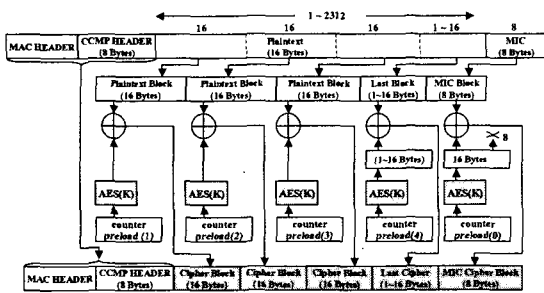 1 ~ 2312
16 16 16 1 ~ 16 8
MAC HEADER CCMP HEADER (8 Bytes) Plaintext (16 Bytes) MIC (8 Bytes)
Plaintext Block (16 Bytes) Plaintext Block (16 Bytes) Plaintext Block (16 Bytes) Last Block (1~16 Bytes) MIC Block (8 Bytes)
8
(1~16 Bytes) 16 Bytes
AES(K) AES(K) AES(K) AES(K) AES(K)
counter preload (1) counter preload(2) counter preload(3) counter preload(4) counter preload(0)
MAC HEADER CCMP HEADER (8 Bytes) Cipher Block (16 Bytes) Cipher Block (16 Bytes) Cipher Block (16 Bytes) Last Cipher (1~16 Bytes) MIC Cipher Block (8 Bytes)